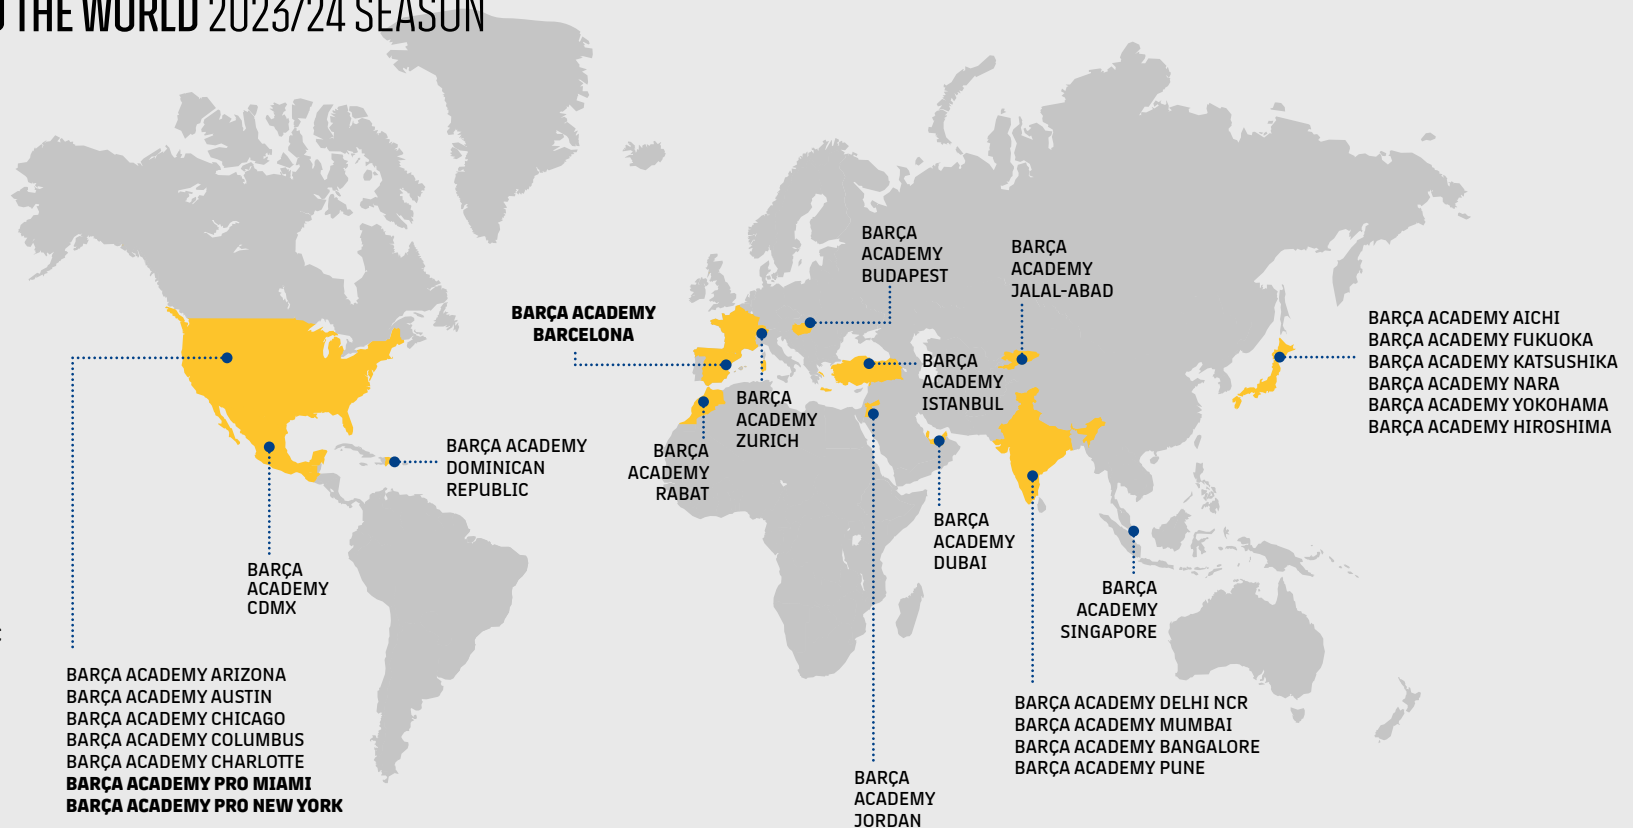 THE WORLD 2023/24 SEASON
BARÇA
ACADEMY
BUDAPEST
BARÇA
ACADEMY
JALAL-ABAD
BARÇA ACADEMY
BARCELONA
BARÇA ACADEMY AICHI
BARÇA ACADEMY FUKUOKA
BARÇA ACADEMY KATSUSHIKA
BARÇA ACADEMY NARA
BARÇA ACADEMY YOKOHAMA
BARÇA ACADEMY HIROSHIMA
BARÇA
ACADEMY
ISTANBUL
BARÇA
ACADEMY
ZURICH
BARÇA
ACADEMY
RABAT
BARÇA ACADEMY
DOMINICAN
REPUBLIC
BARÇA
ACADEMY
DUBAI
BARÇA
ACADEMY
CDMX
BARÇA
ACADEMY
SINGAPORE
BARÇA ACADEMY ARIZONA
BARÇA ACADEMY AUSTIN
BARÇA ACADEMY CHICAGO
BARÇA ACADEMY COLUMBUS
BARÇA ACADEMY CHARLOTTE
BARÇA ACADEMY PRO MIAMI
BARÇA ACADEMY PRO NEW YORK
BARÇA ACADEMY DELHI NCR
BARÇA ACADEMY MUMBAI
BARÇA ACADEMY BANGALORE
BARÇA ACADEMY PUNE
BARÇA
ACADEMY
JORDAN